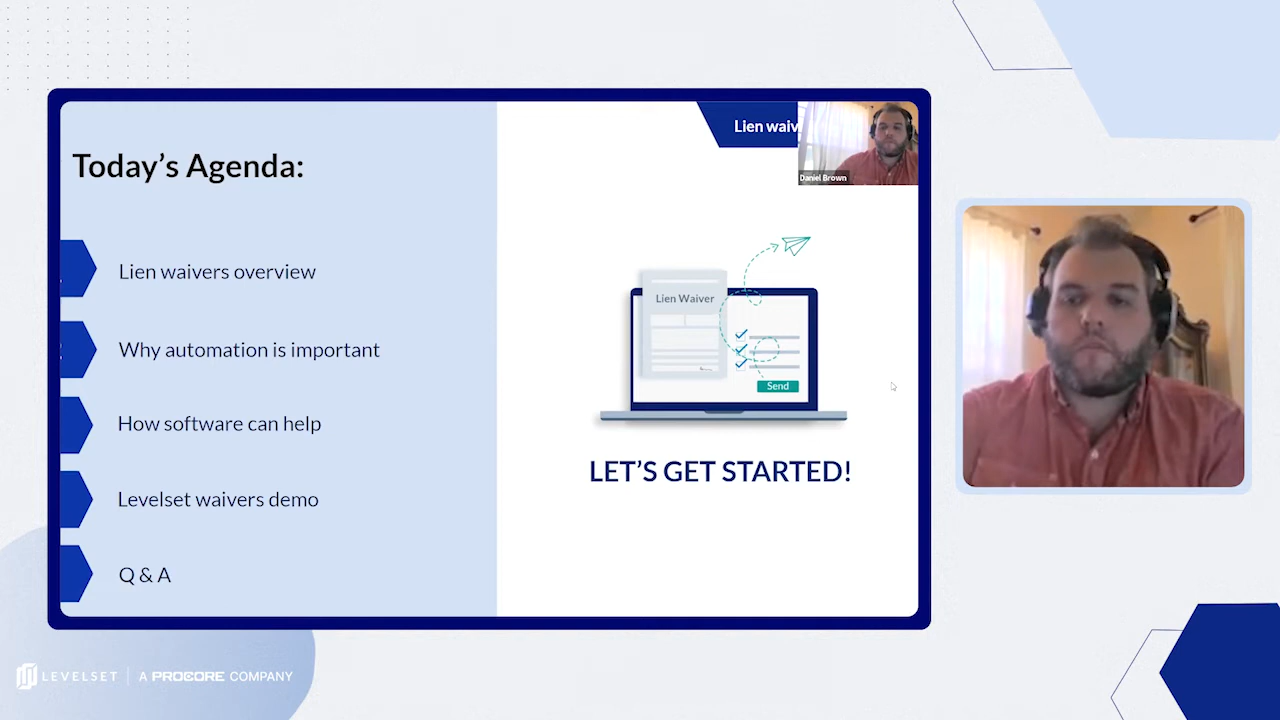 Today's Agenda:
Lien waivers overview
Why automation is important
How software can help
Levelset waivers demo
Q & A
Lien waiv
Daniel Brown
Lien Waiver
Send
LET'S GET STARTED!
LEVELSET | A PROCORE COMPANY